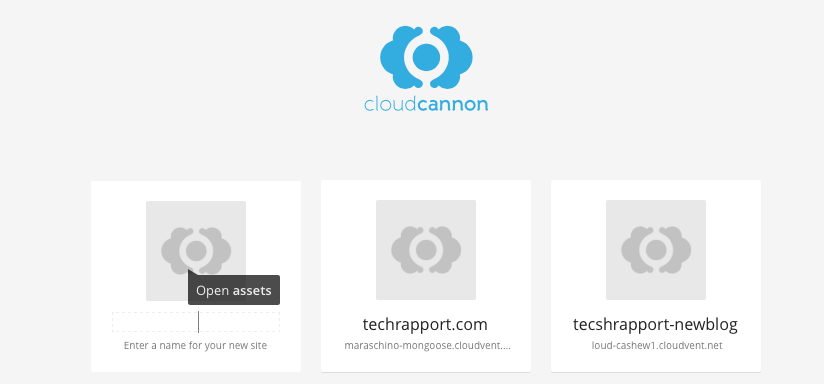 cloudcannon
Open assets
Enter a name for your new site
techrapport.com
maraschino-mongoose.cloudvent....
tecshrapport-newblog
loud-cashew1.cloudvent.net